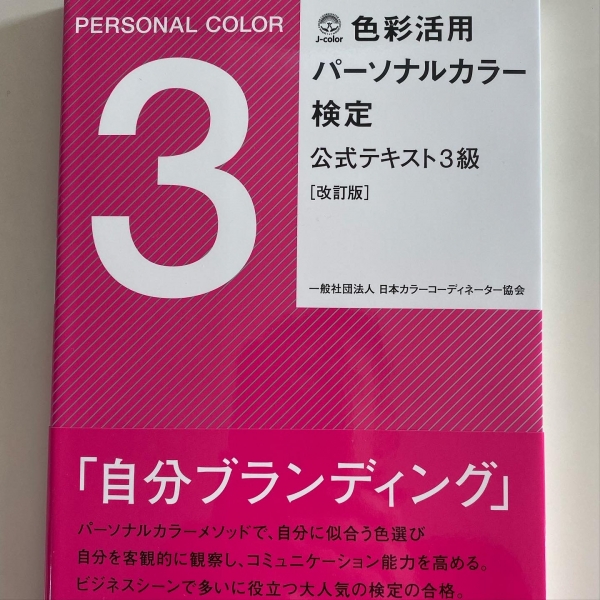 PERSONAL COLOR
3
J-color
色彩活用
パーソナルカラー
検定
公式テキスト3級
[改訂版]
一般社団法人 日本カラーコーディネーター協会
「自分ブランディング」
パーソナルカラーメソッドで、自分に似合う色選び
自分を客観的に観察し、コミュニケーション能力を高める。
ビジネスシーンで多いに役立つ大人気の検定の合格。